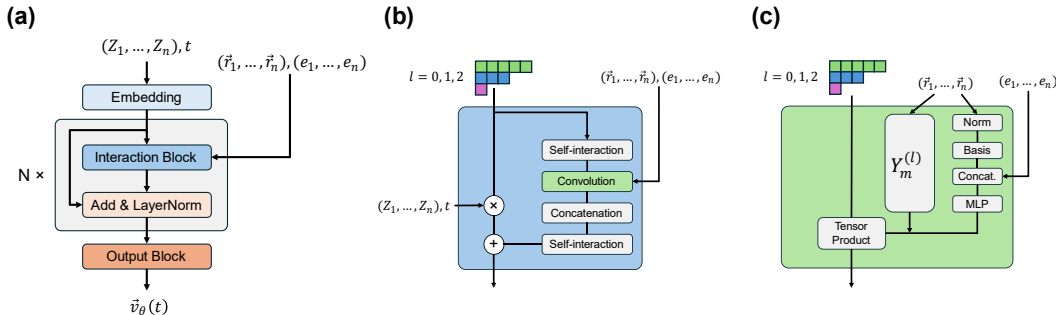 (a)
(Z₁, ..., Zₙ), t
(r⃗₁, ..., r⃗ₙ), (e₁, ..., eₙ)
Embedding
N ×
Interaction Block
Add & LayerNorm
Output Block
v⃗_θ(t)
(b)
l = 0, 1, 2
(r⃗₁, ..., r⃗ₙ), (e₁, ..., eₙ)
Self-interaction
Convolution
(Z₁, ..., Zₙ), t
×
Concatenation
+
Self-interaction
(c)
l = 0, 1, 2
(r⃗₁, ..., r⃗ₙ)
(e₁, ..., eₙ)
Norm
Y_m^(l)
Basis
Concat.
MLP
Tensor
Product